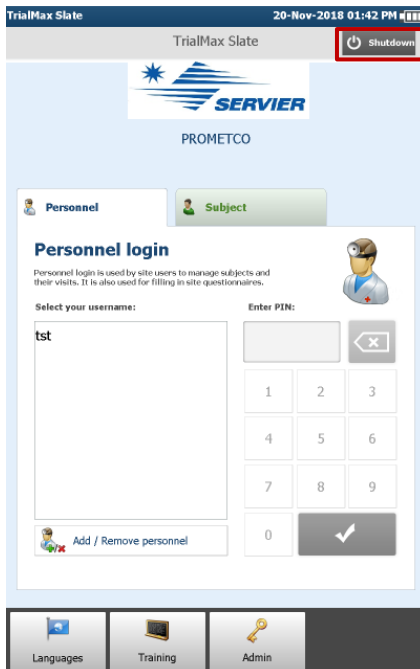 TrialMax Slate 20-Nov-2018 01:42 PM
TrialMax Slate
Shutdown
SERVIER
PROMETCO
Personnel
Subject
Personnel login
Personnel login is used by site users to manage subjects and
their visits. It is also used for filling in site questionnaires.
Select your username:
Enter PIN:
tst
1 2 3
4 5 6
7 8 9
0
Add / Remove personnel
Languages
Training
Admin